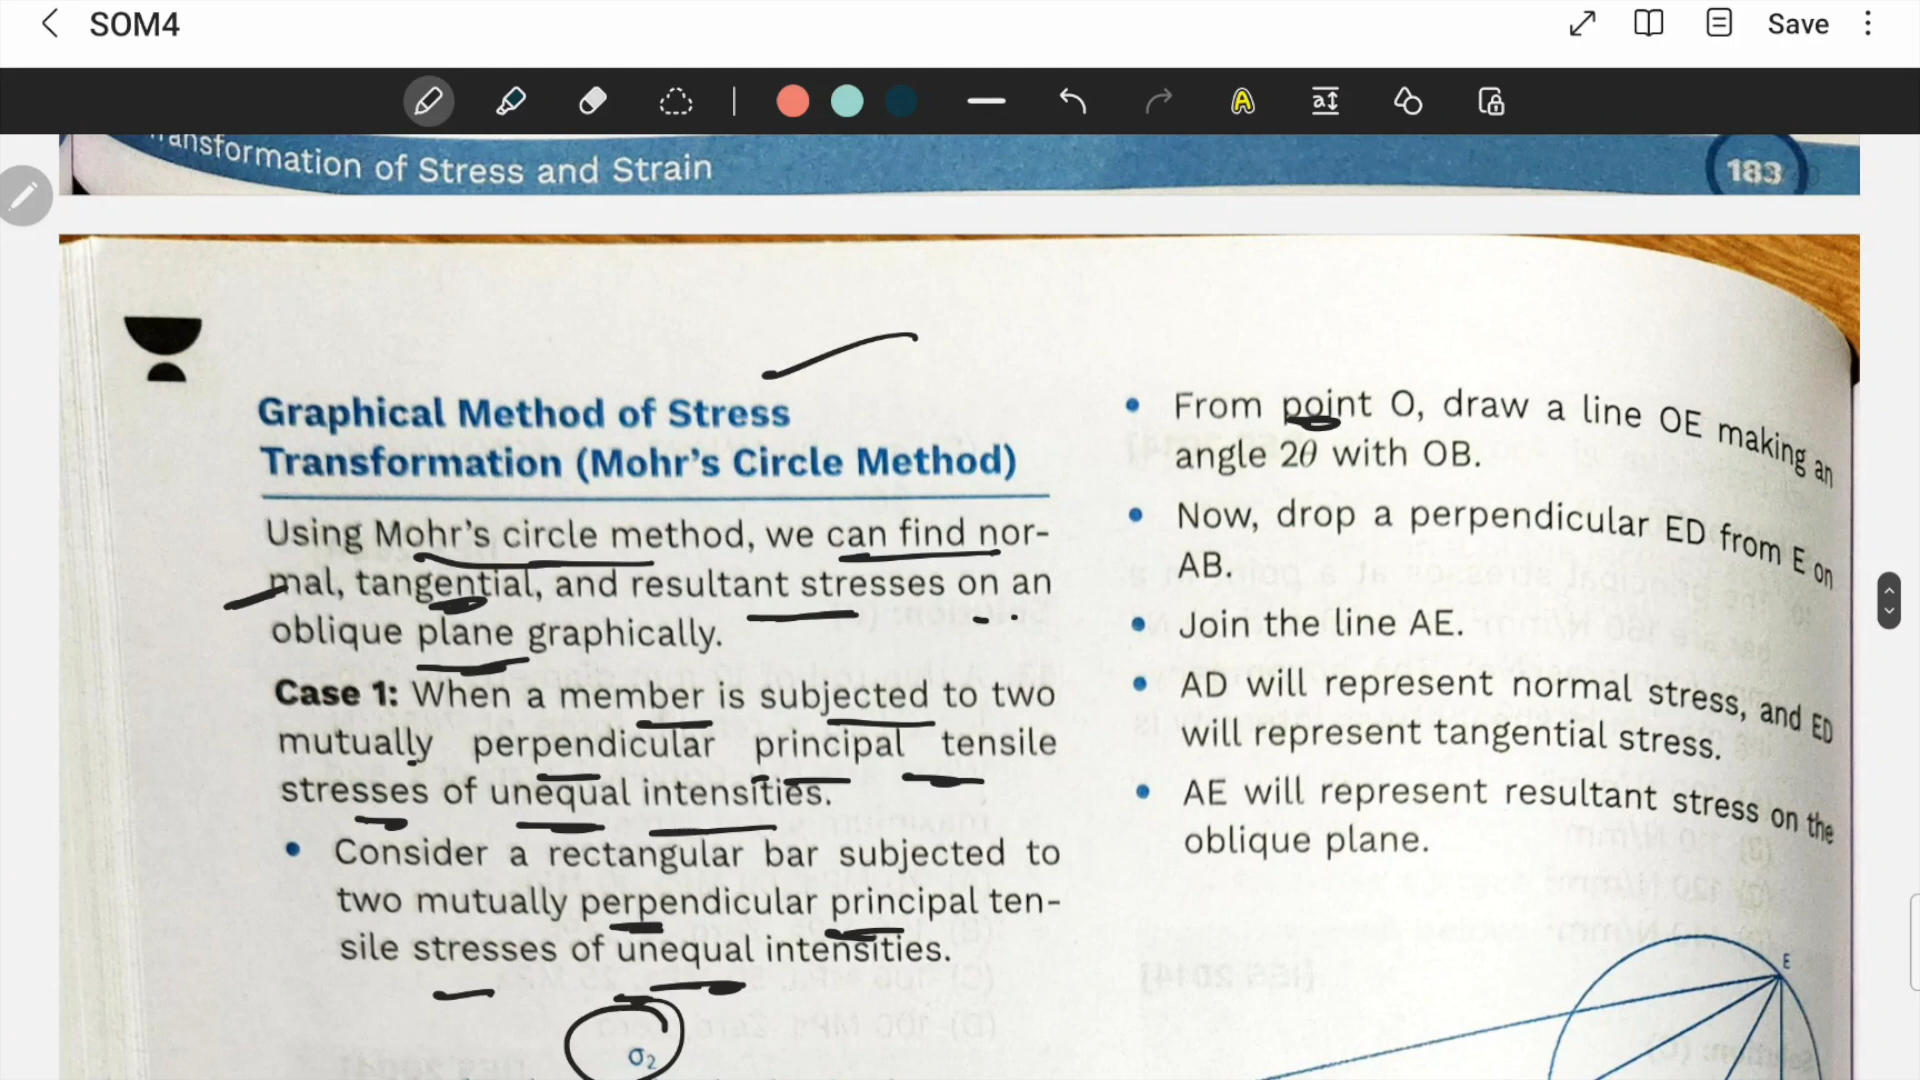 SOM4
Save
ansformation of Stress and Strain
183
Graphical Method of Stress
Transformation (Mohr's Circle Method)
Using Mohr's circle method, we can find nor-
mal, tangential, and resultant stresses on an
oblique plane graphically.
Case 1: When a member is subjected to two
mutually perpendicular principal tensile
stresses of unequal intensities.
• Consider a rectangular bar subjected to
two mutually perpendicular principal ten-
sile stresses of unequal intensities.
σ₂
• From point O, draw a line OE making an
angle 2θ with OB.
• Now, drop a perpendicular ED from E on
AB.
• Join the line AE.
• AD will represent normal stress, and ED
will represent tangential stress.
• AE will represent resultant stress on the
oblique plane.
E